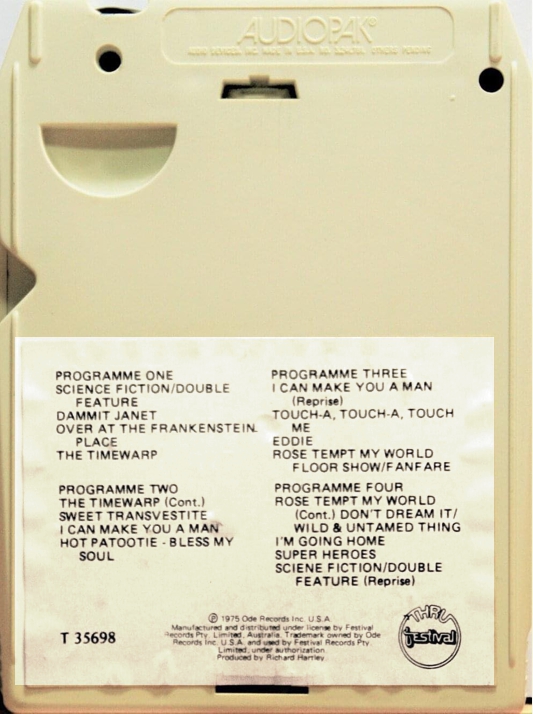 AUDIOPAK®
PROGRAMME ONE
SCIENCE FICTION/DOUBLE
FEATURE
DAMMIT JANET
OVER AT THE FRANKENSTEIN
PLACE
THE TIMEWARP
PROGRAMME TWO
THE TIMEWARP (Cont.)
SWEET TRANSVESTITE
I CAN MAKE YOU A MAN
HOT PATOOTIE - BLESS MY
SOUL
PROGRAMME THREE
I CAN MAKE YOU A MAN
(Reprise)
TOUCH-A, TOUCH-A, TOUCH
ME
EDDIE
ROSE TEMPT MY WORLD
FLOOR SHOW/FANFARE
PROGRAMME FOUR
ROSE TEMPT MY WORLD
(Cont.) DON'T DREAM IT/
WILD & UNTAMED THING
I'M GOING HOME
SUPER HEROES
SCIENE FICTION/DOUBLE
FEATURE (Reprise)
T 35698
℗ 1975 Ode Records Inc. U.S.A.
Manufactured and distributed under license by Festival
Records Pty. Limited, Australia. Trademark owned by Ode
Records Inc. U.S.A. and used by Festival Records Pty.
Limited, under authorization.
Produced by Richard Hartley.
THRU
festival